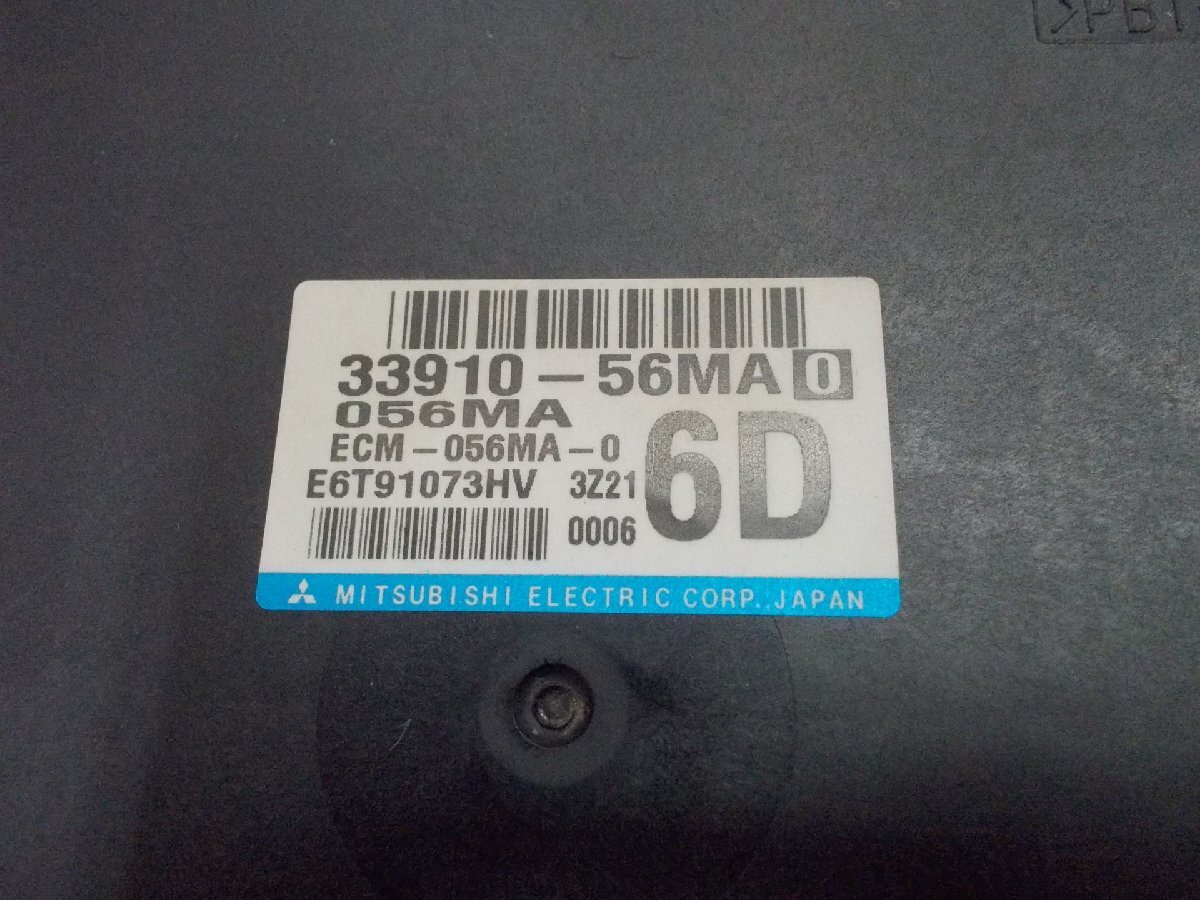 33910-56MA 0
056MA
6D
ECM-056MA-0
E6T91073HV 3Z21
0006
MITSUBISHI ELECTRIC CORP. JAPAN